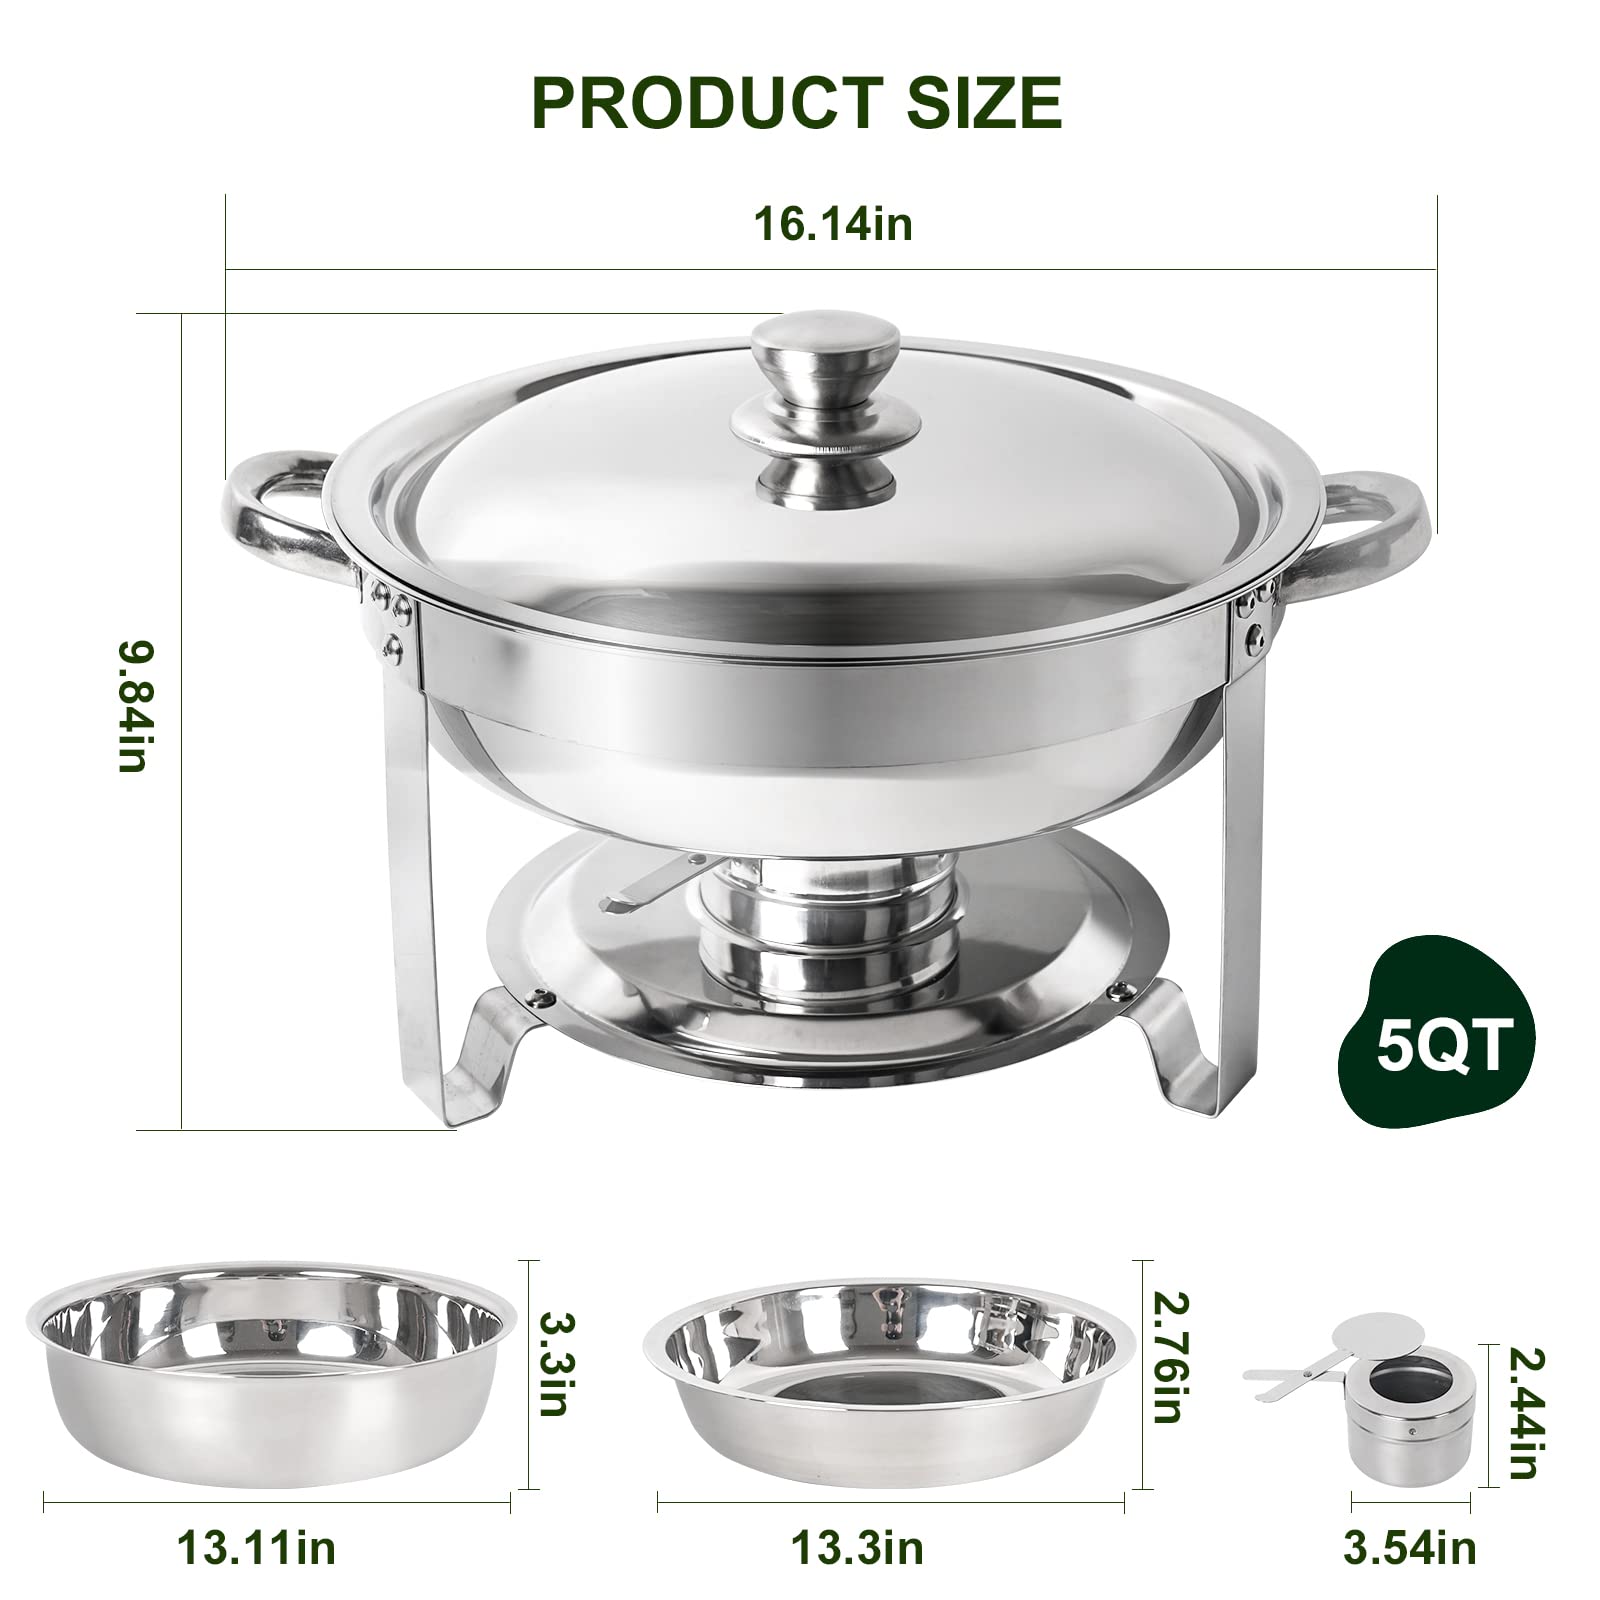 PRODUCT SIZE
16.14in
9.84in
5QT
3.3in
2.76in
2.44in
13.11in
13.3in
3.54in